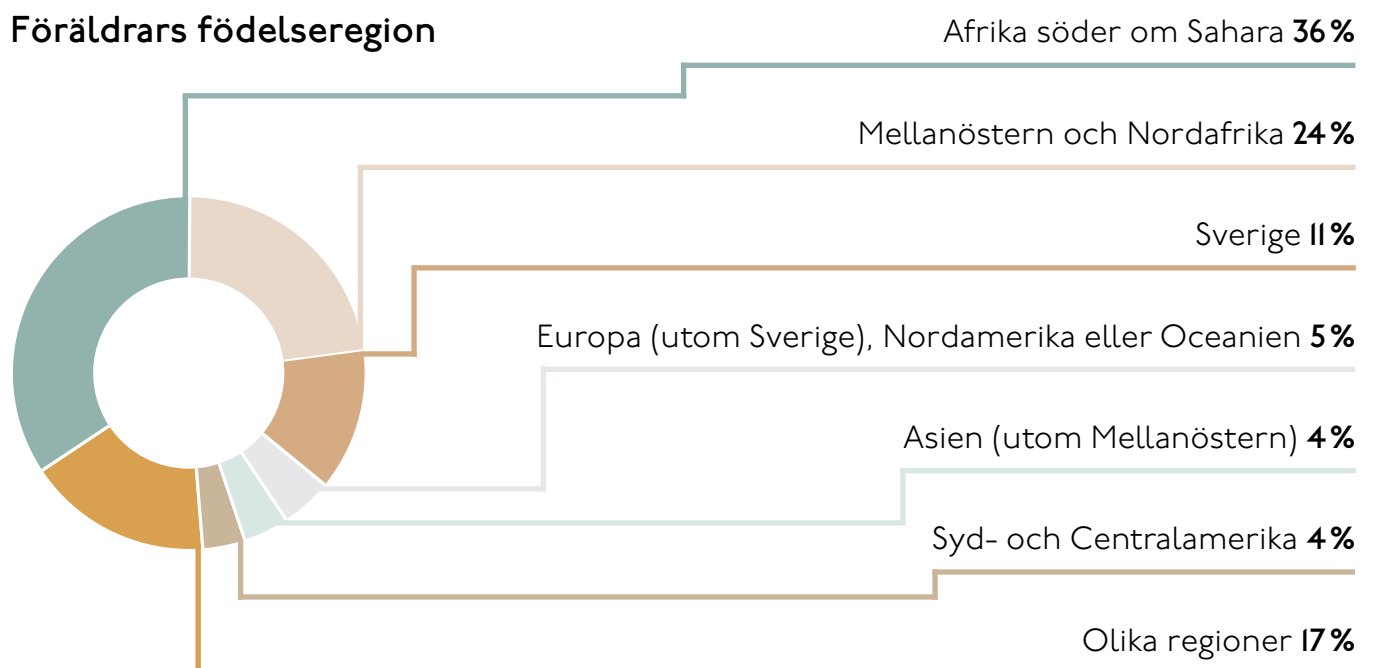 Föräldrars födelseregion
Afrika söder om Sahara 36 %
Mellanöstern och Nordafrika 24 %
Sverige 11 %
Europa (utom Sverige), Nordamerika eller Oceanien 5 %
Asien (utom Mellanöstern) 4 %
Syd- och Centralamerika 4 %
Olika regioner 17 %